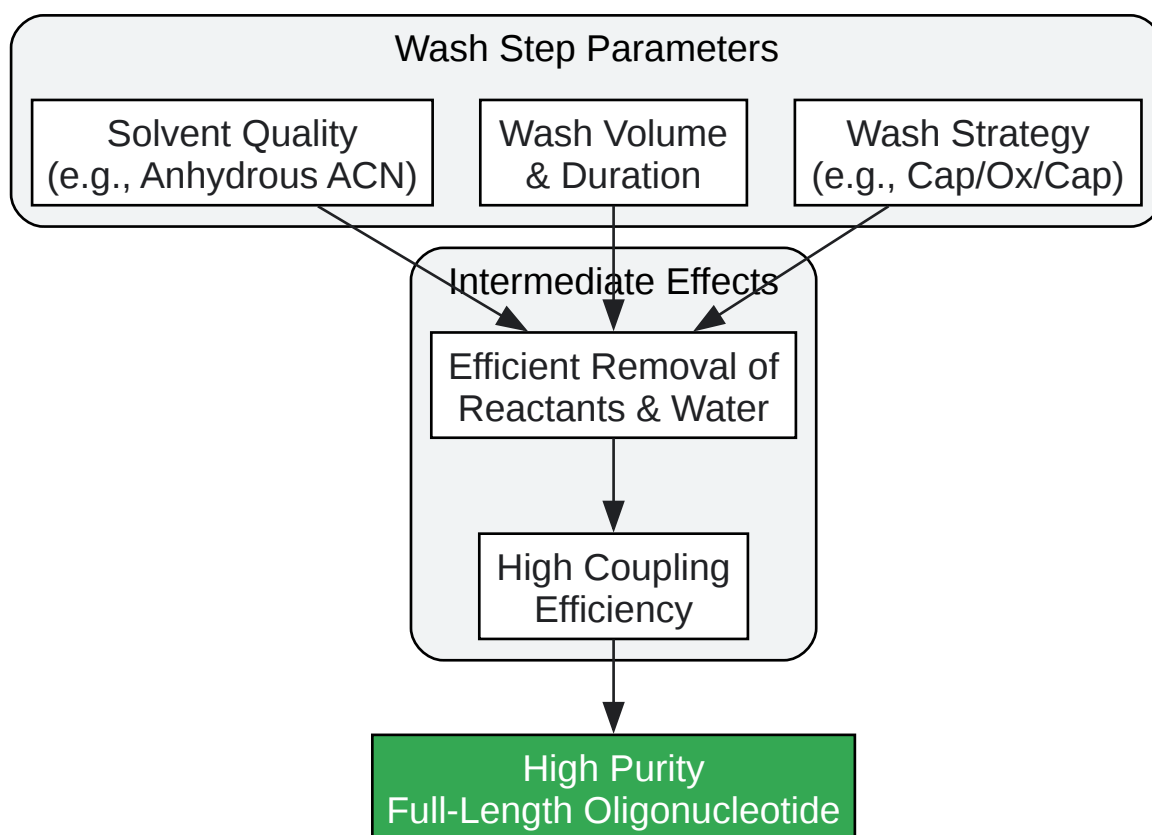 Wash Step Parameters
Solvent Quality
(e.g., Anhydrous ACN)
Wash Volume
& Duration
Wash Strategy
(e.g., Cap/Ox/Cap)
Intermediate Effects
Efficient Removal of
Reactants & Water
High Coupling
Efficiency
High Purity
Full-Length Oligonucleotide